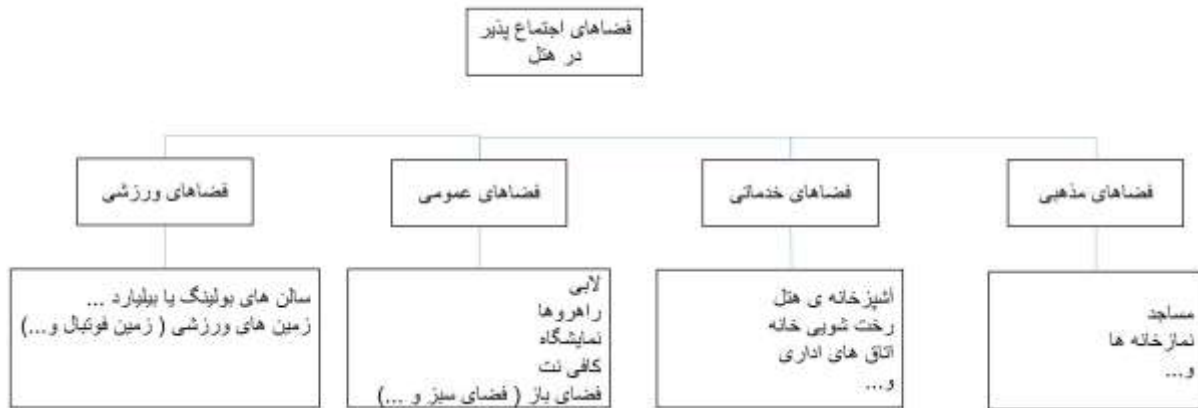 فضاهای اجتماع پذیر
در هتل
فضاهای مذهبی
فضاهای خدماتی
فضاهای عمومی
فضاهای ورزشی
مساجد
نمازخانه ها
و...
آشپزخانه ی هتل
رخت شویی خانه
اتاق های اداری
و...
لابی
راهروها
نمایشگاه
کافی نت
فضای باز ( فضای سبز و ...)
سالن های بولینگ یا بیلیارد ...
زمین های ورزشی ( زمین فوتبال و...)